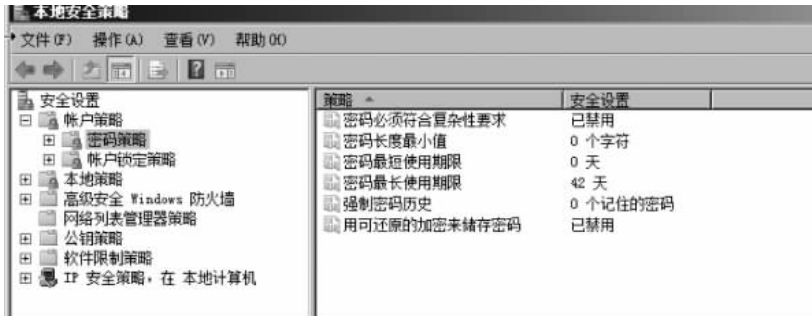 本地安全策略
文件(F) 操作(A) 查看(V) 帮助(H)
安全设置
帐户策略
密码策略
帐户锁定策略
本地策略
高级安全 Windows 防火墙
网络列表管理器策略
公钥策略
软件限制策略
IP 安全策略，在 本地计算机
策略 安全设置
密码必须符合复杂性要求 已禁用
密码长度最小值 0 个字符
密码最短使用期限 0 天
密码最长使用期限 42 天
强制密码历史 0 个记住的密码
用可还原的加密来储存密码 已禁用